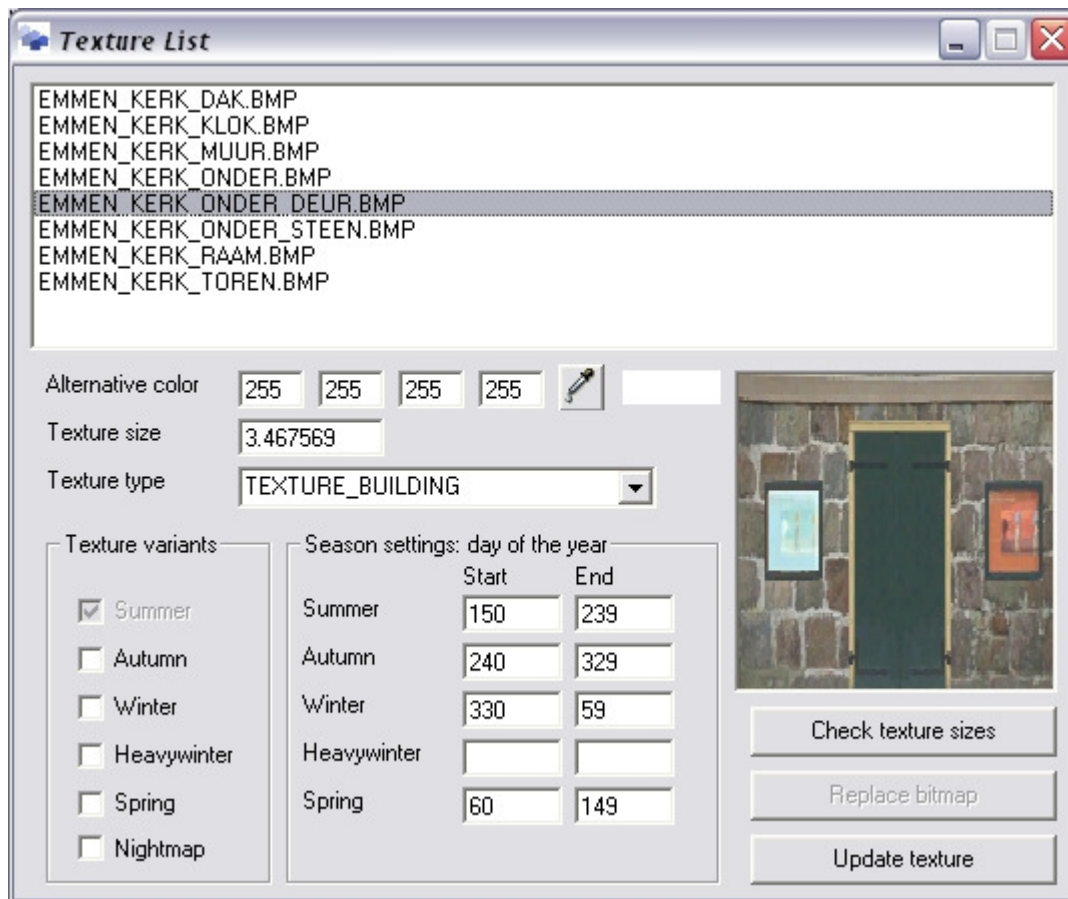 Texture List
EMMEN_KERK_DAK.BMP
EMMEN_KERK_KLOK.BMP
EMMEN_KERK_MUUR.BMP
EMMEN_KERK_ONDER.BMP
EMMEN_KERK_ONDER_DEUR.BMP
EMMEN_KERK_ONDER_STEEN.BMP
EMMEN_KERK_RAAM.BMP
EMMEN_KERK_TOREN.BMP
Alternative color 255 255 255 255
Texture size 3.467569
Texture type TEXTURE_BUILDING
Texture variants
Summer
Autumn
Winter
Heavywinter
Spring
Nightmap
Season settings: day of the year
Start End
Summer 150 239
Autumn 240 329
Winter 330 59
Heavywinter
Spring 60 149
Check texture sizes
Replace bitmap
Update texture